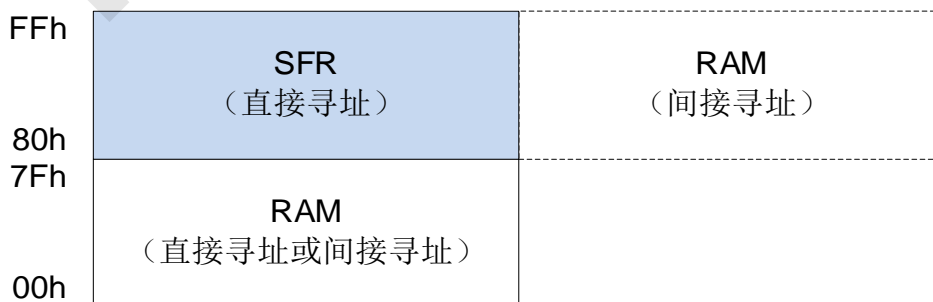 FFh
SFR
（直接寻址）
RAM
（间接寻址）
80h
7Fh
RAM
（直接寻址或间接寻址）
00h